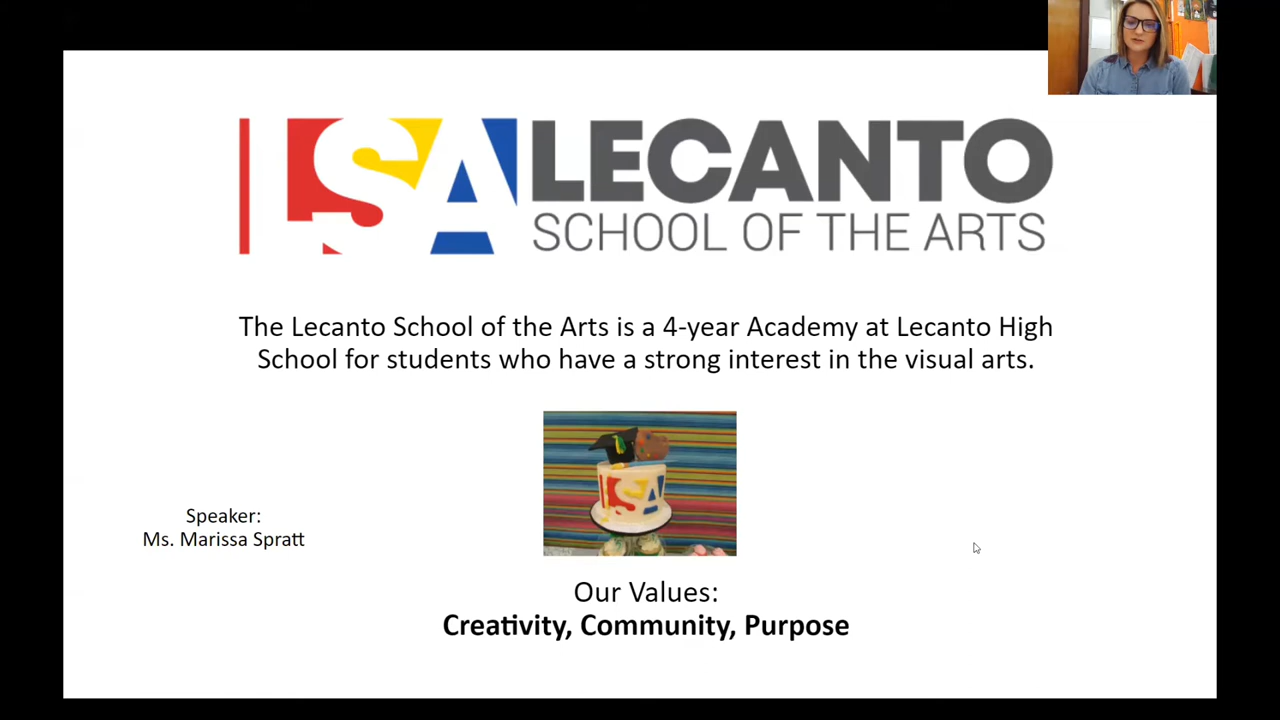 LSA LECANTO
SCHOOL OF THE ARTS
The Lecanto School of the Arts is a 4-year Academy at Lecanto High
School for students who have a strong interest in the visual arts.
LSA
Speaker:
Ms. Marissa Spratt
Our Values:
Creativity, Community, Purpose